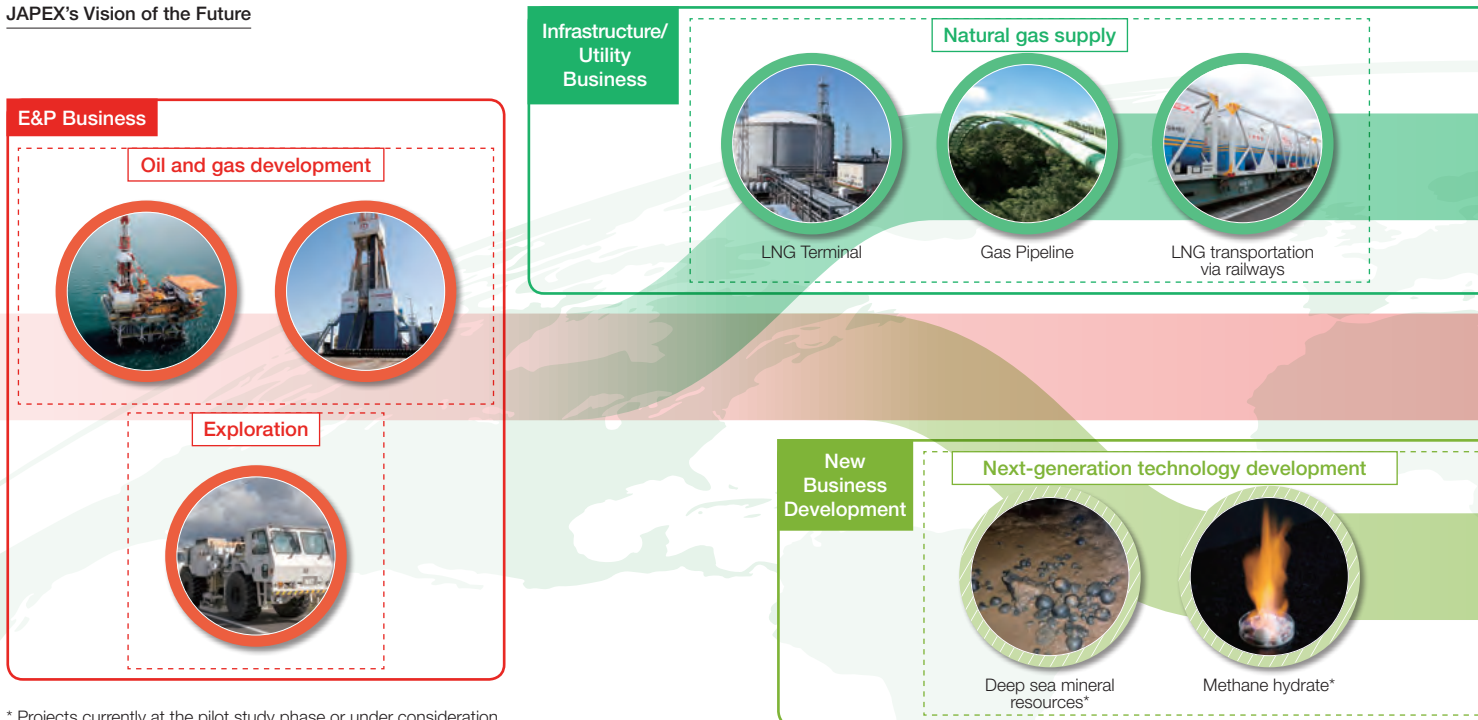 JAPEX's Vision of the Future
E&P Business
Oil and gas development
Exploration
Infrastructure/
Utility
Business
Natural gas supply
LNG Terminal
Gas Pipeline
LNG transportation
via railways
New
Business
Development
Next-generation technology development
Deep sea mineral
resources*
Methane hydrate*
* Projects currently at the pilot study phase or under consideration